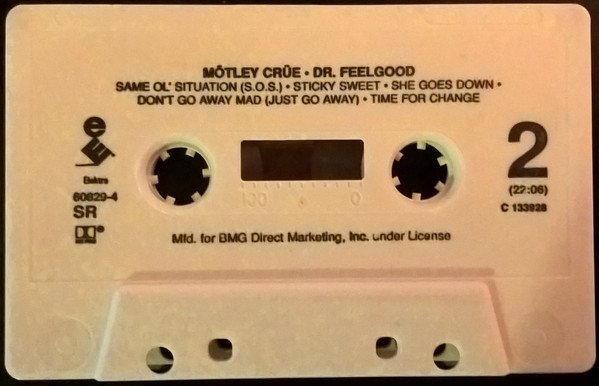 MÖTLEY CRÜE • DR. FEELGOOD
SAME OL' SITUATION (S.O.S.) • STICKY SWEET • SHE GOES DOWN •
DON'T GO AWAY MAD (JUST GO AWAY) • TIME FOR CHANGE
e
Elektra
60829-4
SR
2
(22:06)
C 133928
100 0
Mfd. for BMG Direct Marketing, Inc. under License